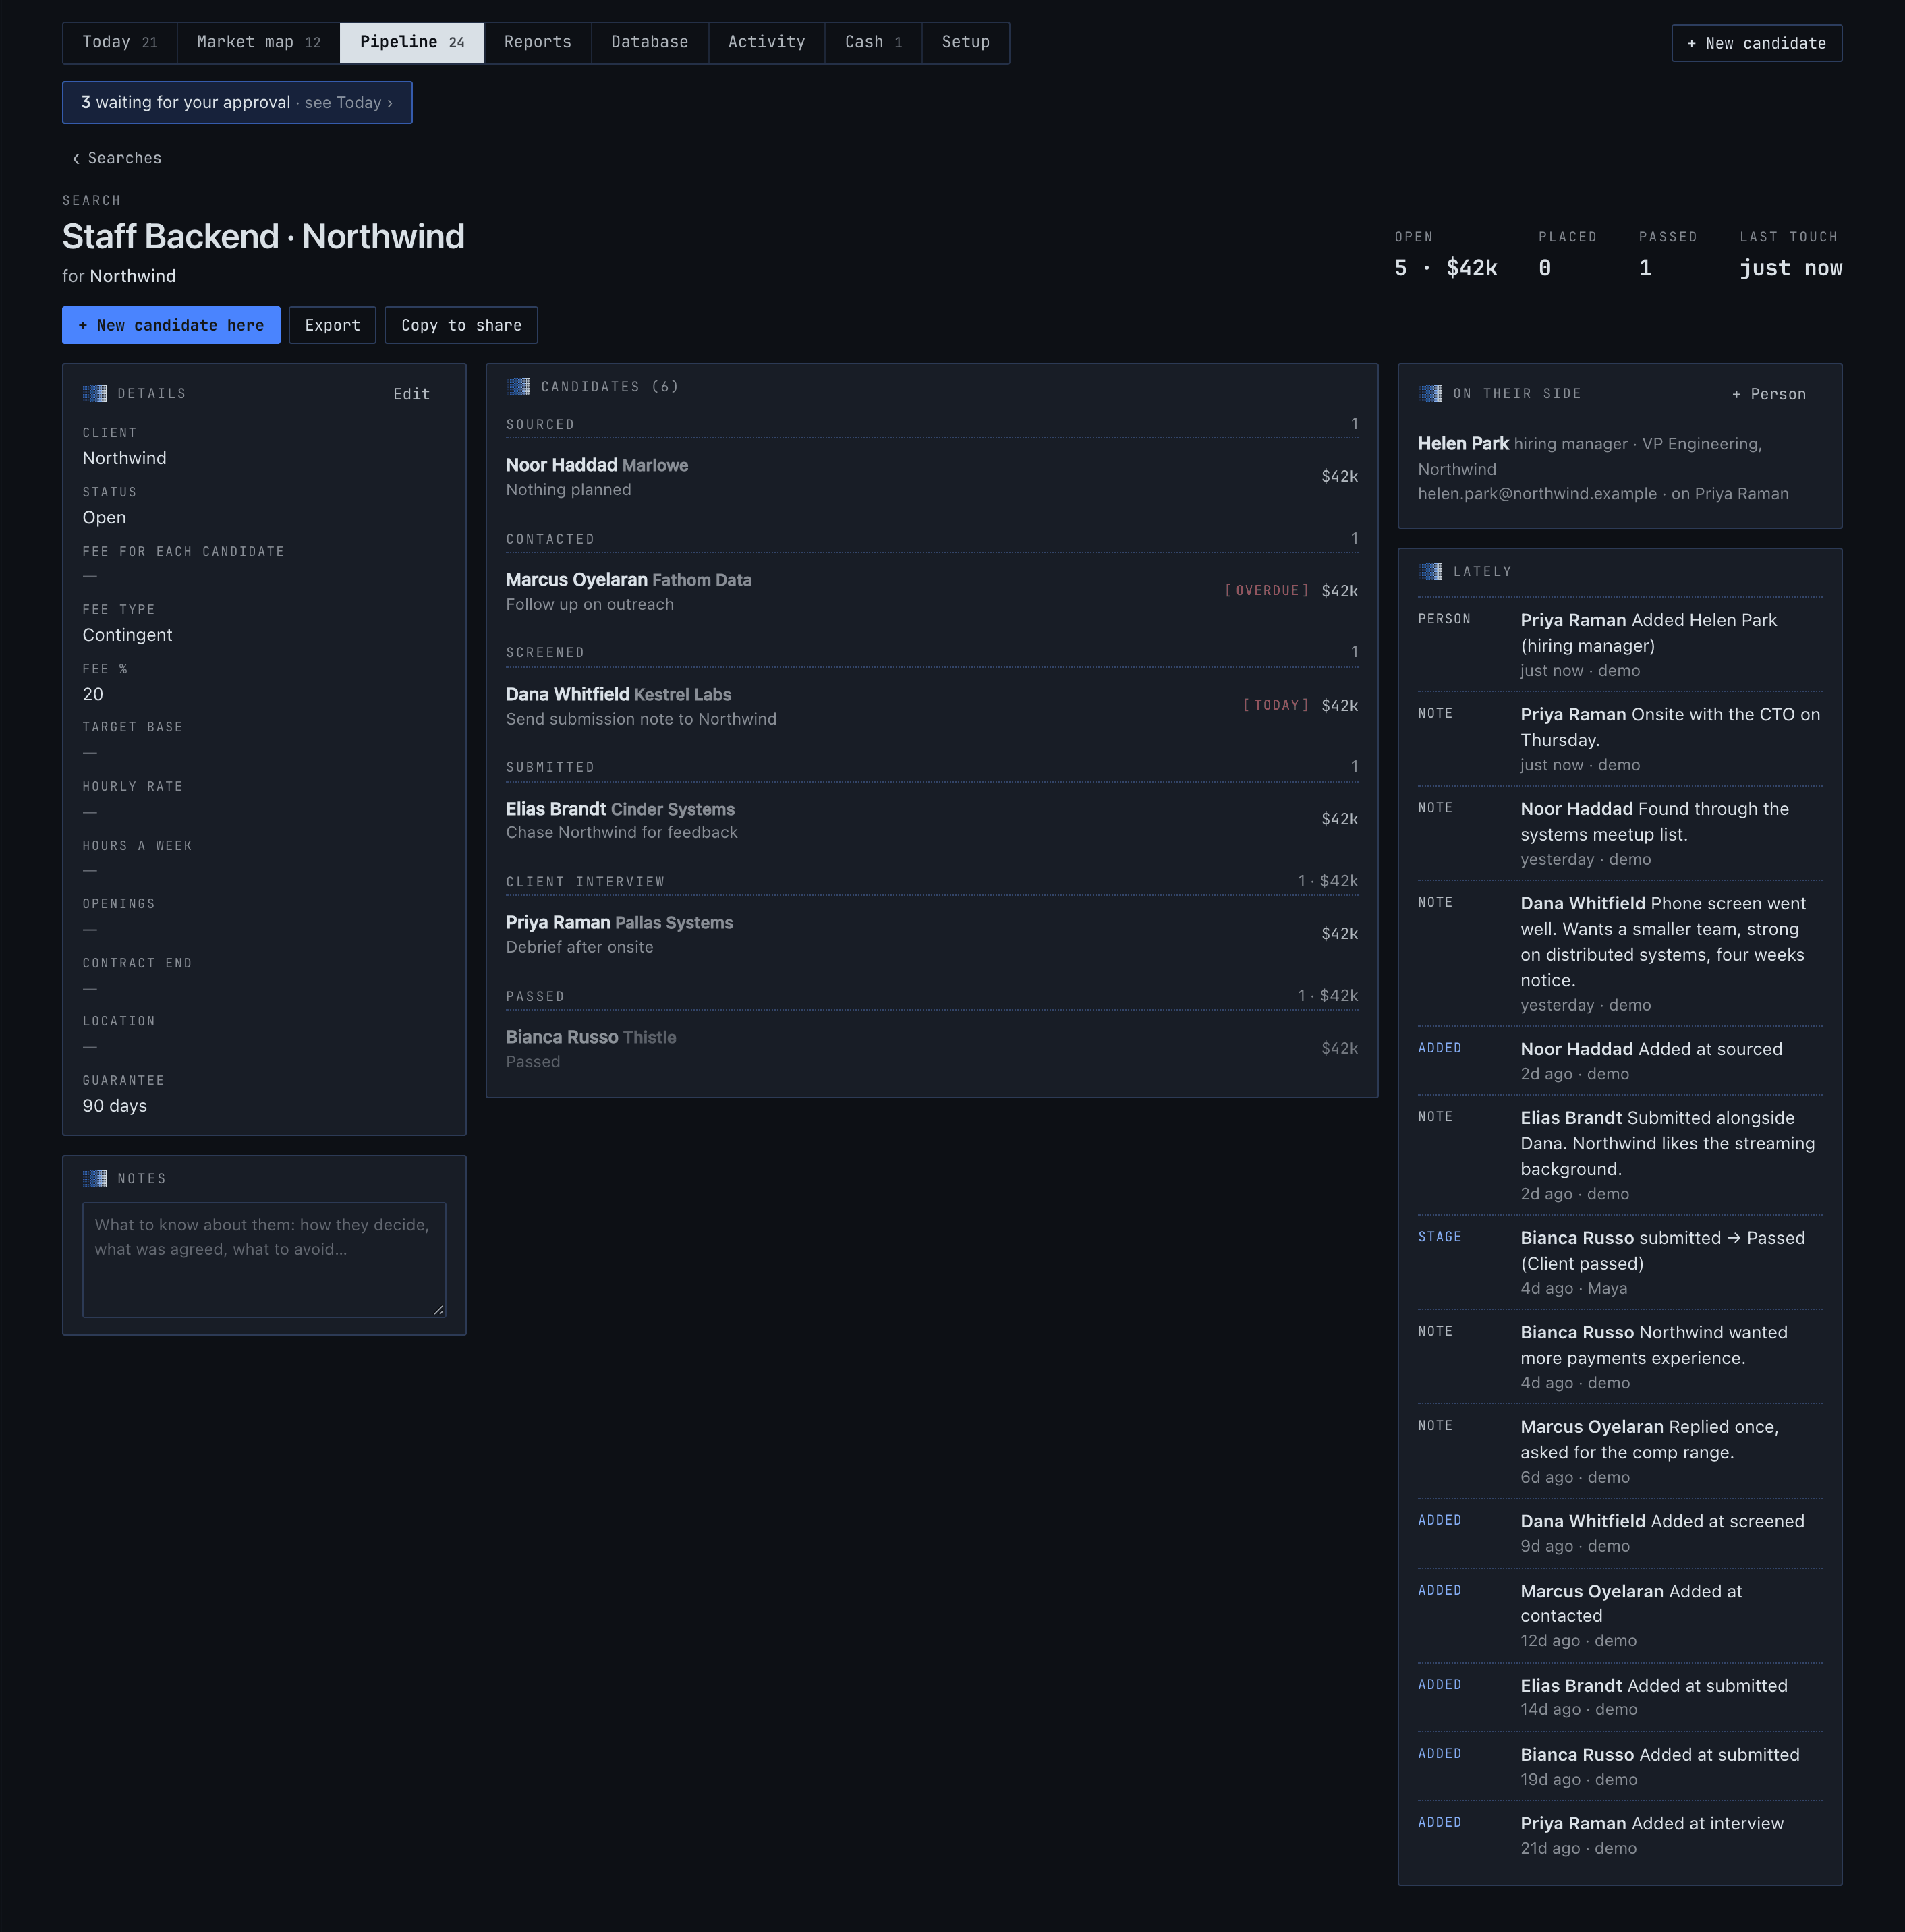 Today 21 Market map 12 Pipeline 24 Reports Database Activity Cash 1 Setup
+ New candidate
3 waiting for your approval · see Today ›
‹ Searches
SEARCH
Staff Backend · Northwind
for Northwind
OPEN
5 · $42k
PLACED
0
PASSED
1
LAST TOUCH
just now
+ New candidate here
Export
Copy to share
DETAILS
Edit
CLIENT
Northwind
STATUS
Open
FEE FOR EACH CANDIDATE
—
FEE TYPE
Contingent
FEE %
20
TARGET BASE
—
HOURLY RATE
—
HOURS A WEEK
—
OPENINGS
—
CONTRACT END
—
LOCATION
—
GUARANTEE
90 days
NOTES
What to know about them: how they decide,
what was agreed, what to avoid...
CANDIDATES (6)
SOURCED 1
Noor Haddad Marlowe
Nothing planned
$42k
CONTACTED 1
Marcus Oyelaran Fathom Data
Follow up on outreach
[OVERDUE] $42k
SCREENED 1
Dana Whitfield Kestrel Labs
Send submission note to Northwind
[TODAY] $42k
SUBMITTED 1
Elias Brandt Cinder Systems
Chase Northwind for feedback
$42k
CLIENT INTERVIEW 1 · $42k
Priya Raman Pallas Systems
Debrief after onsite
$42k
PASSED 1 · $42k
Bianca Russo Thistle
Passed
$42k
ON THEIR SIDE
+ Person
Helen Park hiring manager · VP Engineering,
Northwind
helen.park@northwind.example · on Priya Raman
LATELY
PERSON
Priya Raman Added Helen Park
(hiring manager)
just now · demo
NOTE
Priya Raman Onsite with the CTO on
Thursday.
just now · demo
NOTE
Noor Haddad Found through the
systems meetup list.
yesterday · demo
NOTE
Dana Whitfield Phone screen went
well. Wants a smaller team, strong
on distributed systems, four weeks
notice.
yesterday · demo
ADDED
Noor Haddad Added at sourced
2d ago · demo
NOTE
Elias Brandt Submitted alongside
Dana. Northwind likes the streaming
background.
2d ago · demo
STAGE
Bianca Russo submitted → Passed
(Client passed)
4d ago · Maya
NOTE
Bianca Russo Northwind wanted
more payments experience.
4d ago · demo
NOTE
Marcus Oyelaran Replied once,
asked for the comp range.
6d ago · demo
ADDED
Dana Whitfield Added at screened
9d ago · demo
ADDED
Marcus Oyelaran Added at
contacted
12d ago · demo
ADDED
Elias Brandt Added at submitted
14d ago · demo
ADDED
Bianca Russo Added at submitted
19d ago · demo
ADDED
Priya Raman Added at interview
21d ago · demo